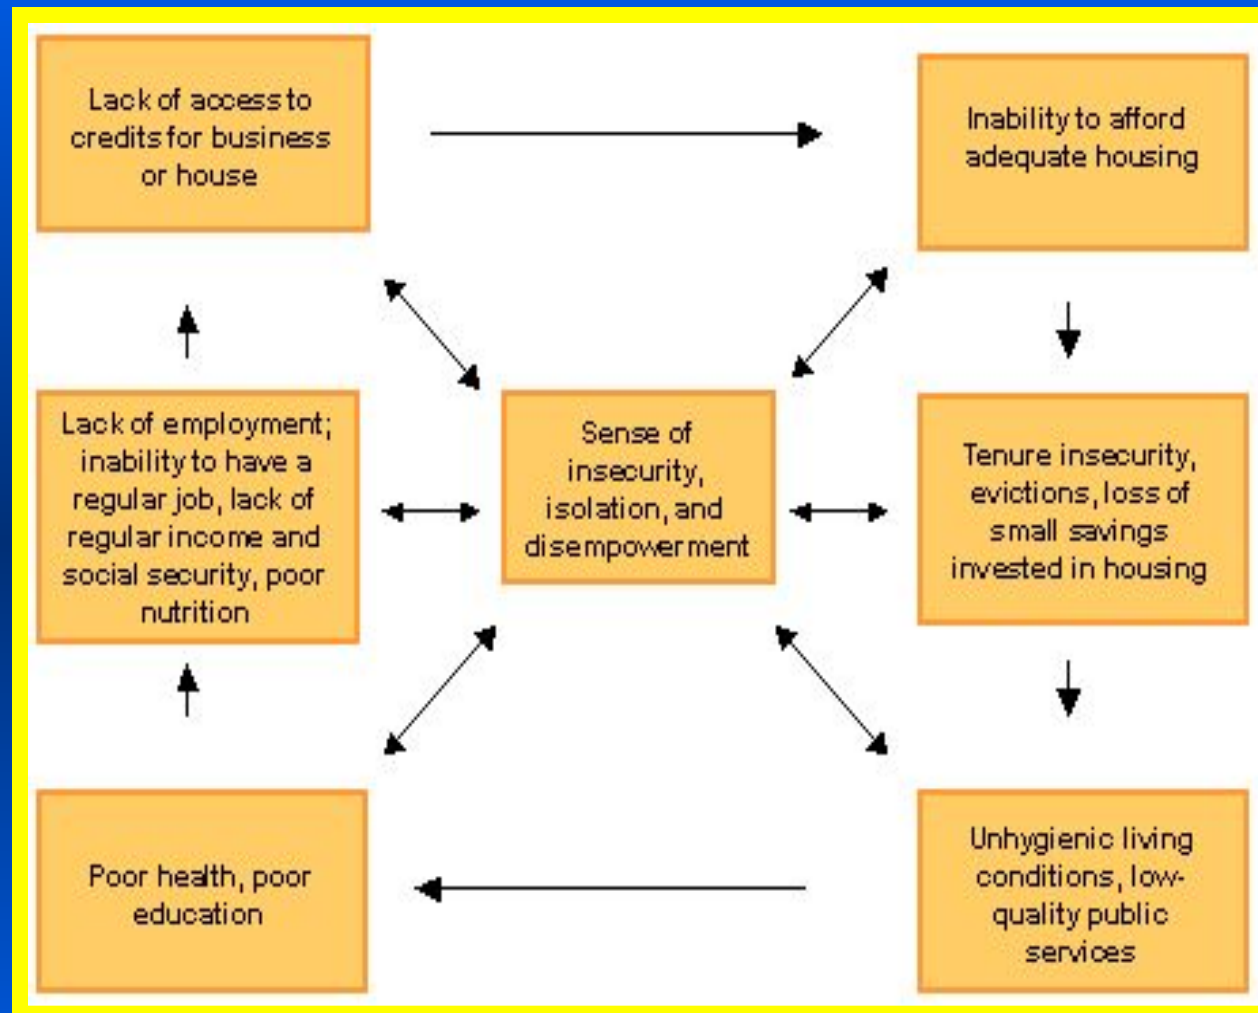 Lack of access to
credits for business
or house
Inability to afford
adequate housing
Lack of employment;
inability to have a
regular job, lack of
regular income and
social security, poor
nutrition
Sense of
insecurity,
isolation, and
disempowerment
Tenure insecurity,
evictions, loss of
small savings
invested in housing
Poor health, poor
education
Unhygienic living
conditions, low-
quality public
services